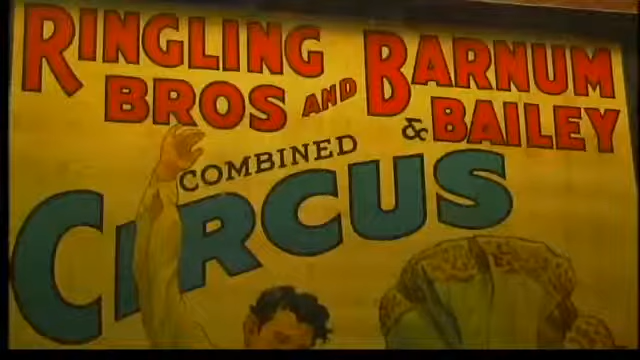 RINGLING BARNUM
BROS AND & BAILEY
COMBINED
CIRCUS